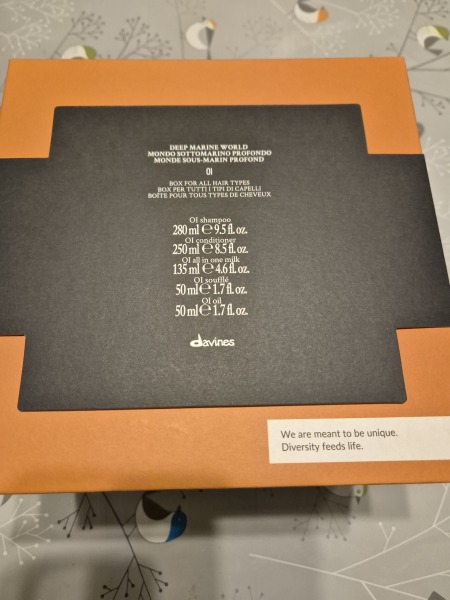 DEEP MARINE WORLD
MONDO SOTTOMARINO PROFONDO
MONDE SOUS-MARIN PROFOND
OI
BOX FOR ALL HAIR TYPES
BOX PER TUTTI I TIPI DI CAPELLI
BOÎTE POUR TOUS TYPES DE CHEVEUX
OI shampoo
280 ml ℮ 9.5 fl. oz.
OI conditioner
250 ml ℮ 8.5 fl. oz.
OI all in one milk
135 ml ℮ 4.6 fl. oz.
OI soufflé
50 ml ℮ 1.7 fl. oz.
OI oil
50 ml ℮ 1.7 fl. oz.
davines
We are meant to be unique.
Diversity feeds life.